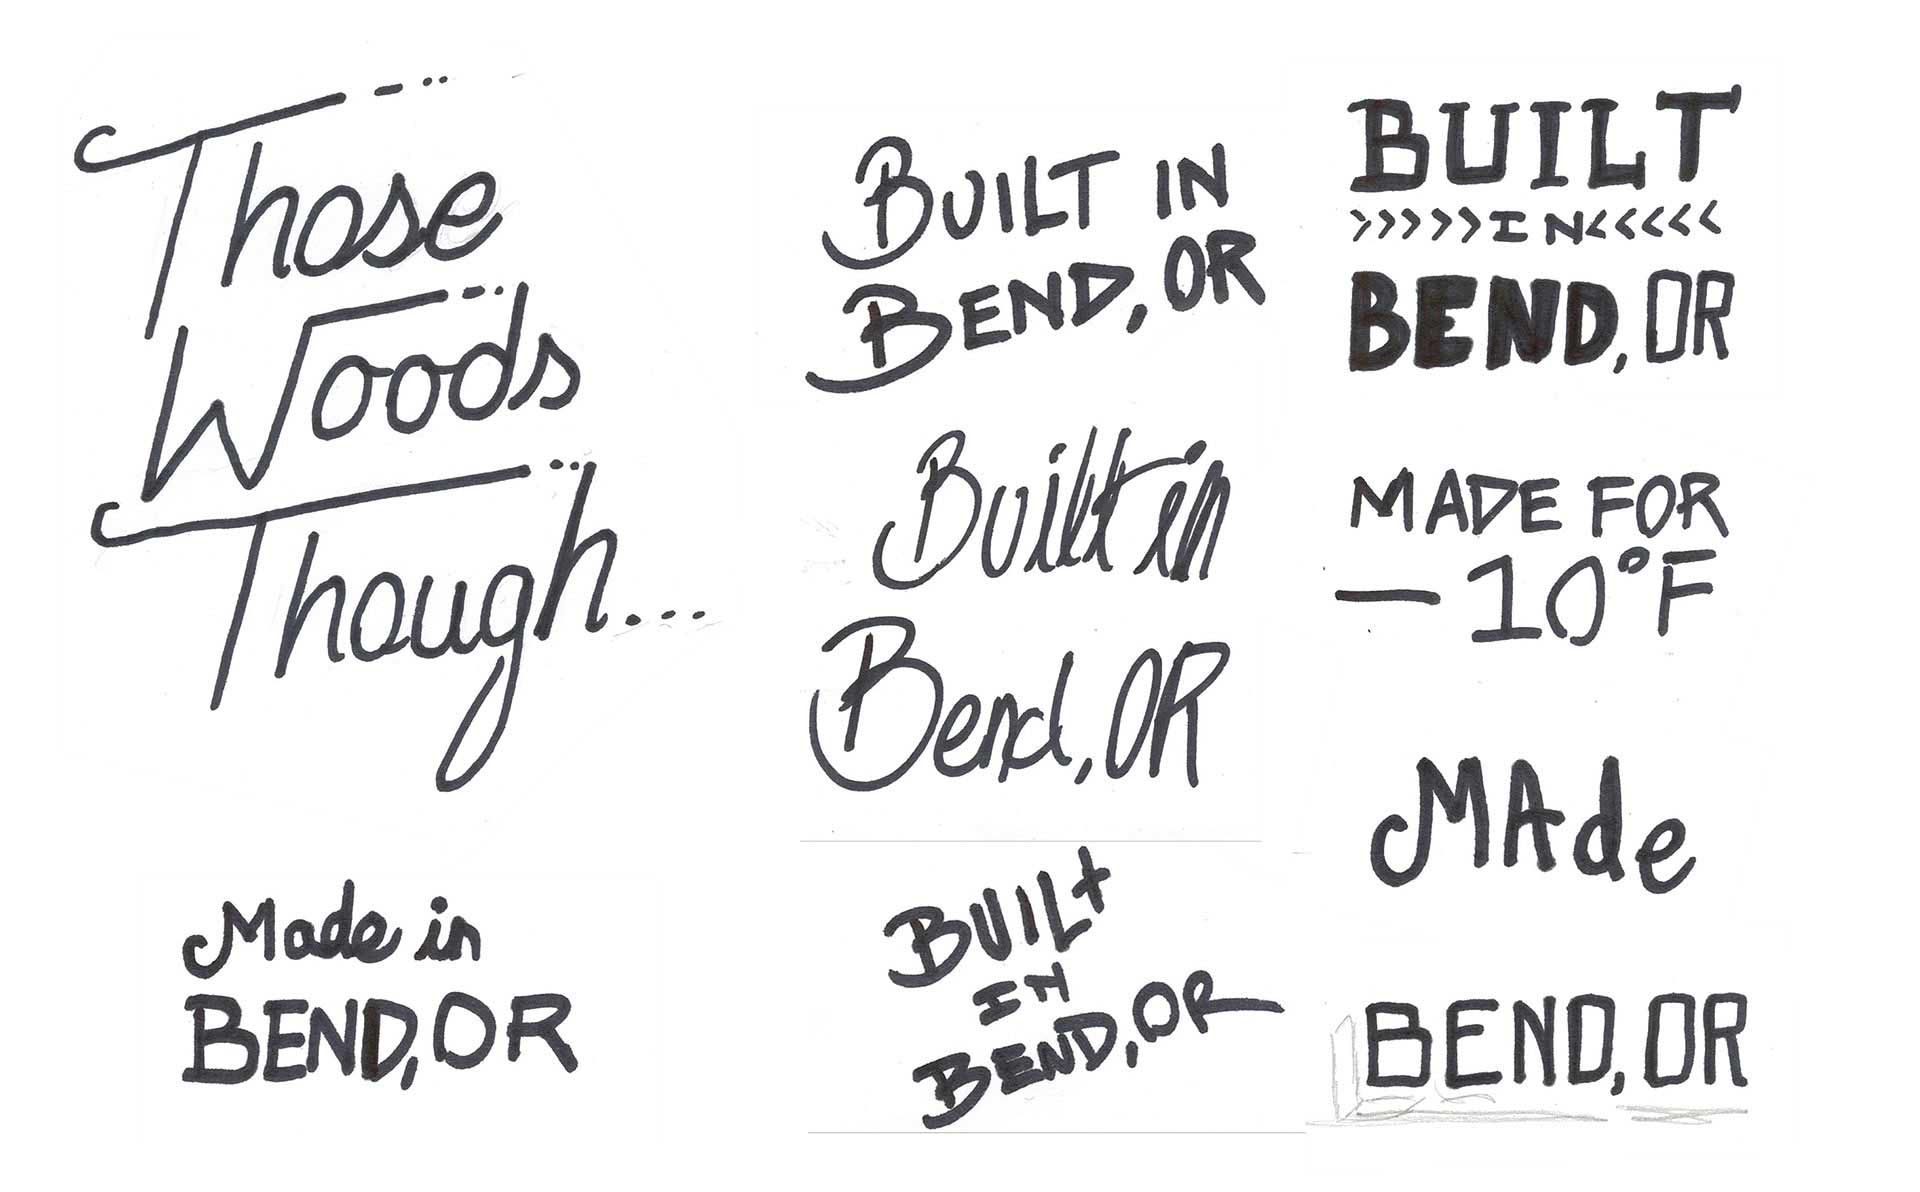 Those
Woods
Though...
Made in
BEND, OR
BUILT IN
BEND, OR
Built in
Bend, OR
BUILt
IN
BEND, OR
BUILT
>>>>>IN<<<<<
BEND, OR
MADE FOR
—10°F
MAde
BEND, OR